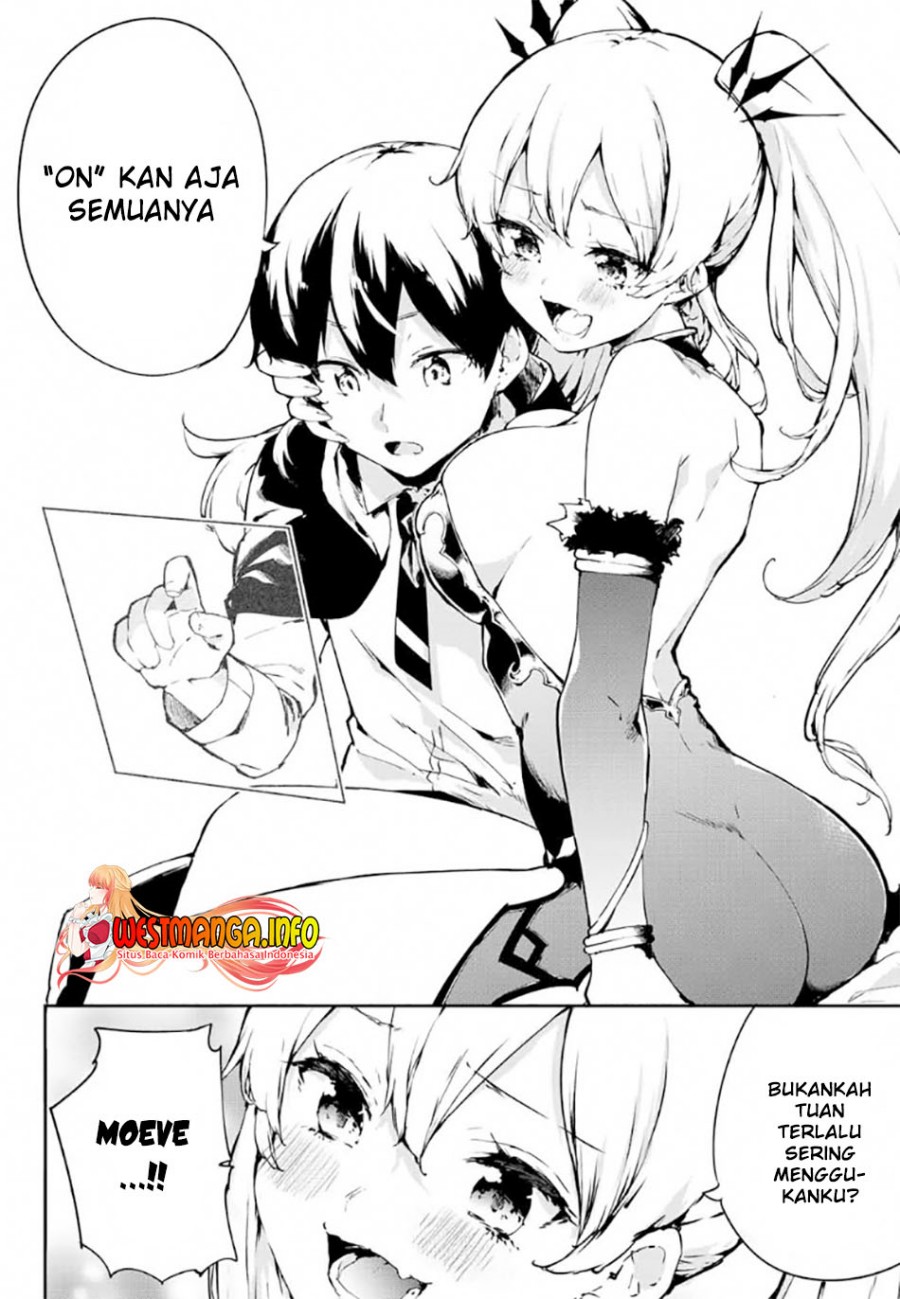 "ON" KAN AJA
SEMUANYA
WESTMANGA.INFO
Situs Baca Komik Berbahasa Indonesia
MOEVE
...!!
BUKANKAH
TUAN
TERLALU
SERING
MENGGU-
KANKU?